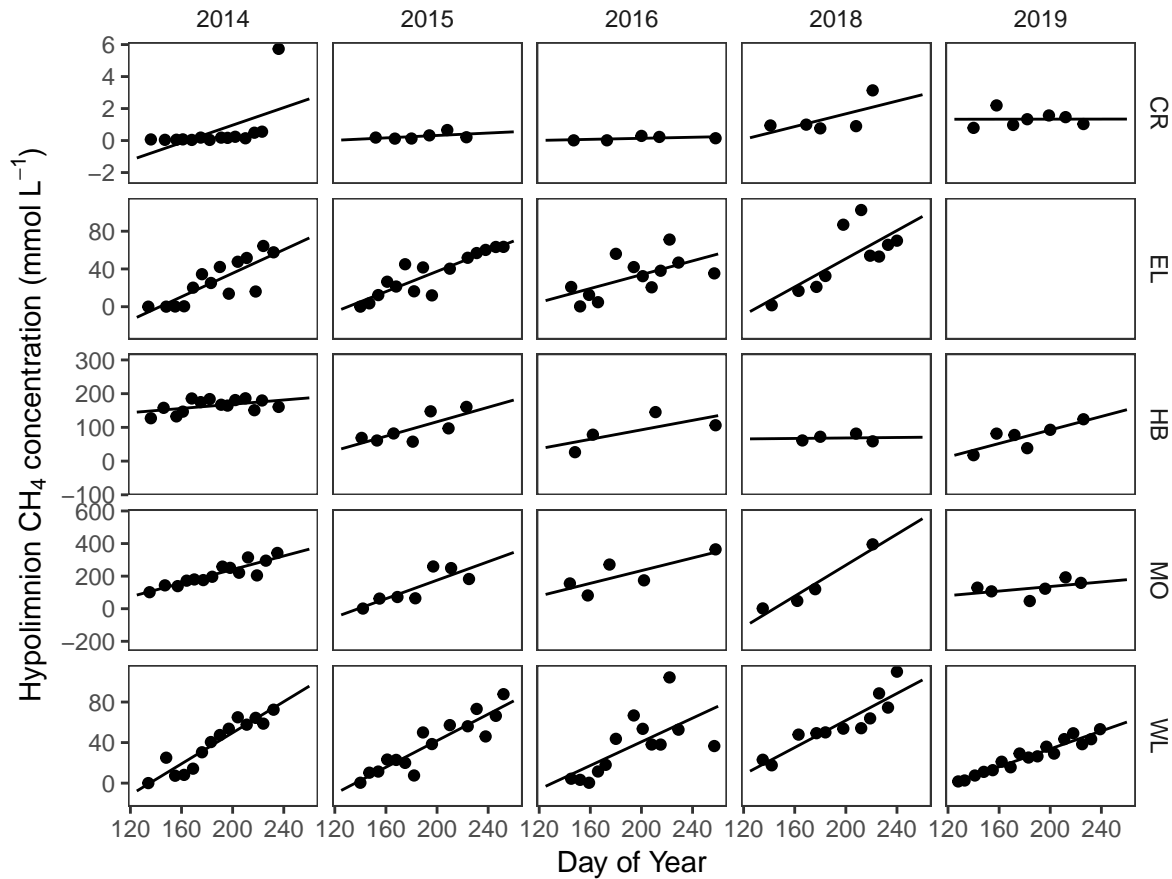 2014 2015 2016 2018 2019
6
4
2
0
−2
CR
80
40
0
EL
300
200
100
0
−100
HB
600
400
200
0
−200
MO
80
40
0
WL
120 160 200 240 120 160 200 240 120 160 200 240 120 160 200 240 120 160 200 240
Day of Year
Hypolimnion CH₄ concentration (mmol L⁻¹)